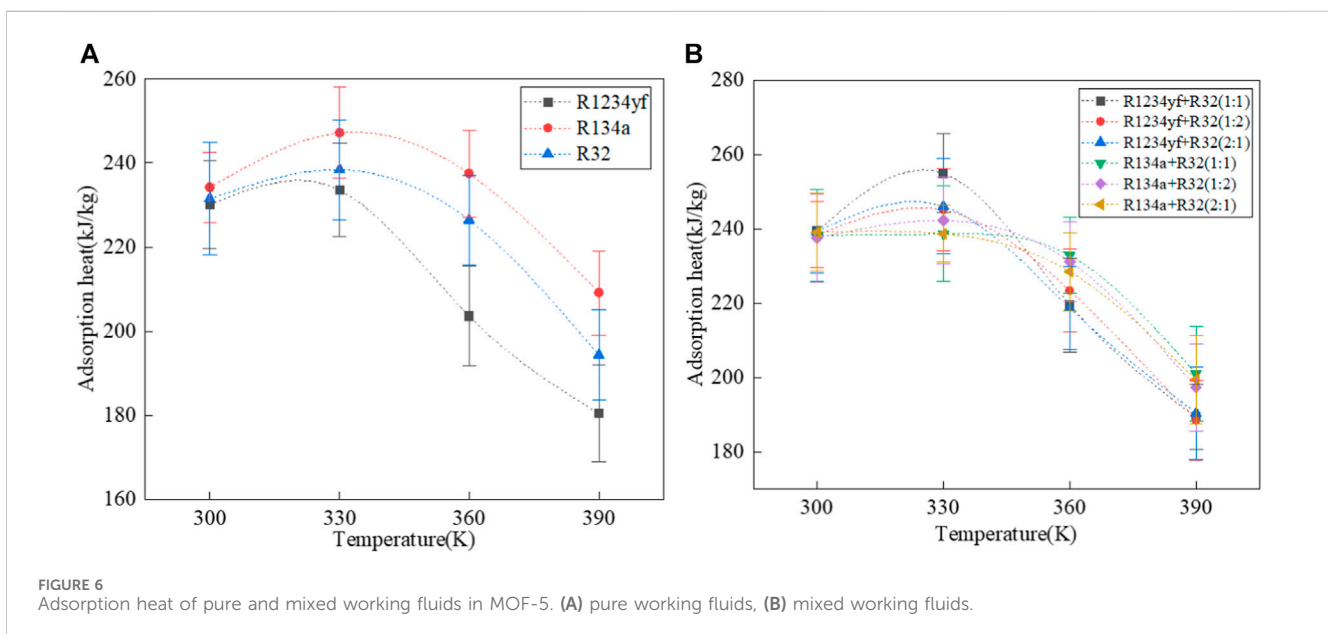 A
260
240
220
200
180
160
300
330
360
390
Adsorption heat(kJ/kg)
Temperature(K)
R1234yf
R134a
R32
B
280
260
240
220
200
180
300
330
360
390
Adsorption heat(kJ/kg)
Temperature(K)
R1234yf+R32(1:1)
R1234yf+R32(1:2)
R1234yf+R32(2:1)
R134a+R32(1:1)
R134a+R32(1:2)
R134a+R32(2:1)
FIGURE 6
Adsorption heat of pure and mixed working fluids in MOF-5. (A) pure working fluids, (B) mixed working fluids.